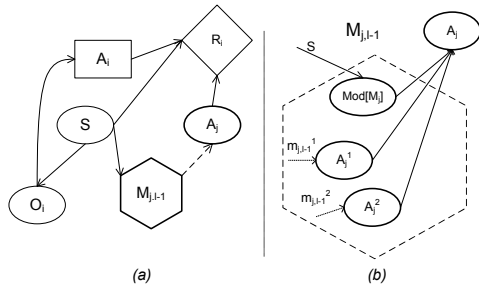 R_i
A_i
S
A_j
O_i
M_{j,l-1}
(a)
M_{j,l-1}
A_j
S
Mod[M_j]
m_{j,l-1}^1
A_j^1
m_{j,l-1}^2
A_j^2
(b)